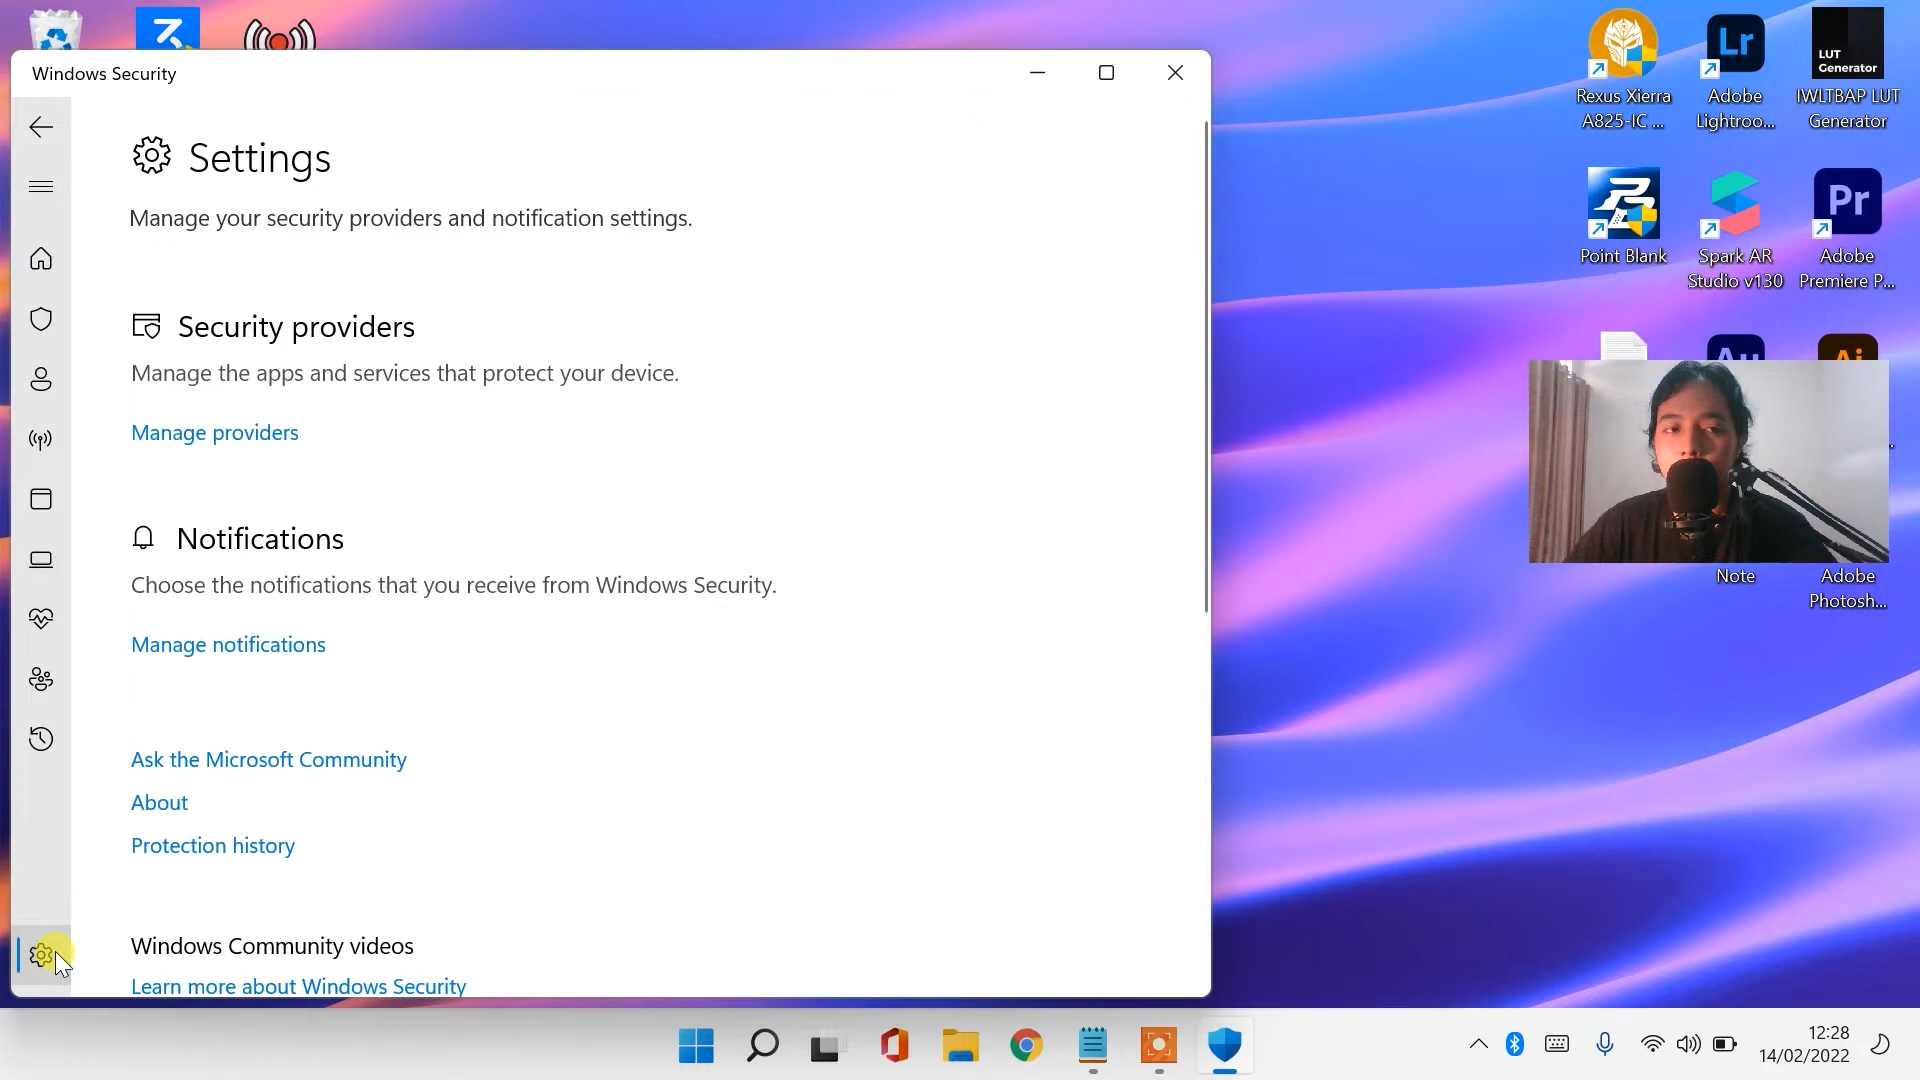 Windows Security
Settings
Manage your security providers and notification settings.
Security providers
Manage the apps and services that protect your device.
Manage providers
Notifications
Choose the notifications that you receive from Windows Security.
Manage notifications
Ask the Microsoft Community
About
Protection history
Windows Community videos
Learn more about Windows Security
Lr
LUT
Generator
Rexus Xierra
A825-IC ...
Adobe
Lightroo...
IWLTBAP LUT
Generator
Pr
Point Blank
Spark AR
Studio v130
Adobe
Premiere P...
Au
Ai
Note
Adobe
Photosh...
12:28
14/02/2022